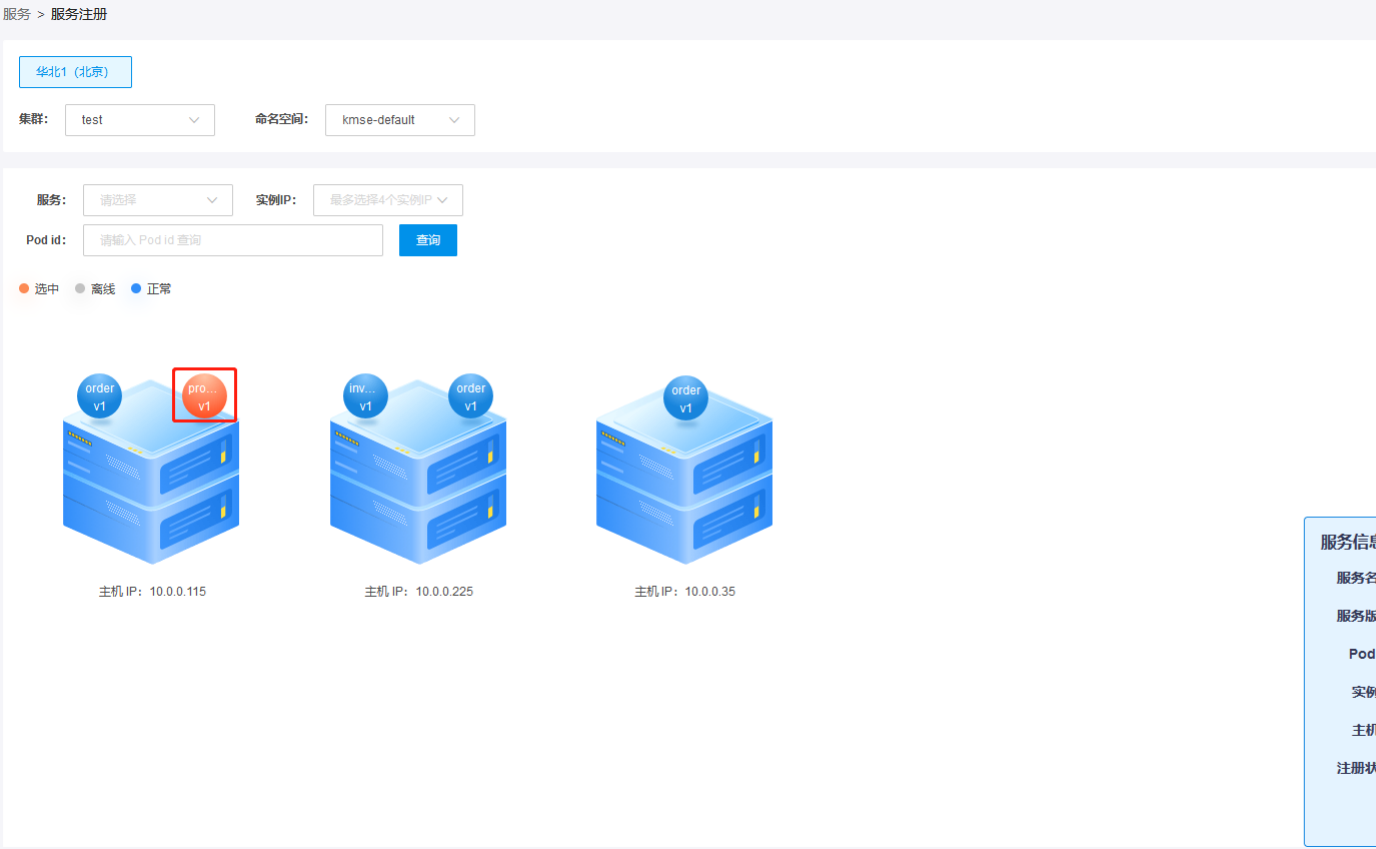 服务 > 服务注册
华北1（北京）
集群： test 命名空间： kmse-default
服务： 请选择 实例IP： 最多选择4个实例IP
Pod id： 请输入 Pod id 查询 查询
选中 离线 正常
order v1
pro... v1
inv... v1
order v1
order v1
主机 IP：10.0.0.115
主机 IP：10.0.0.225
主机 IP：10.0.0.35
服务信息
服务名
服务版
Pod
实例
主机
注册状